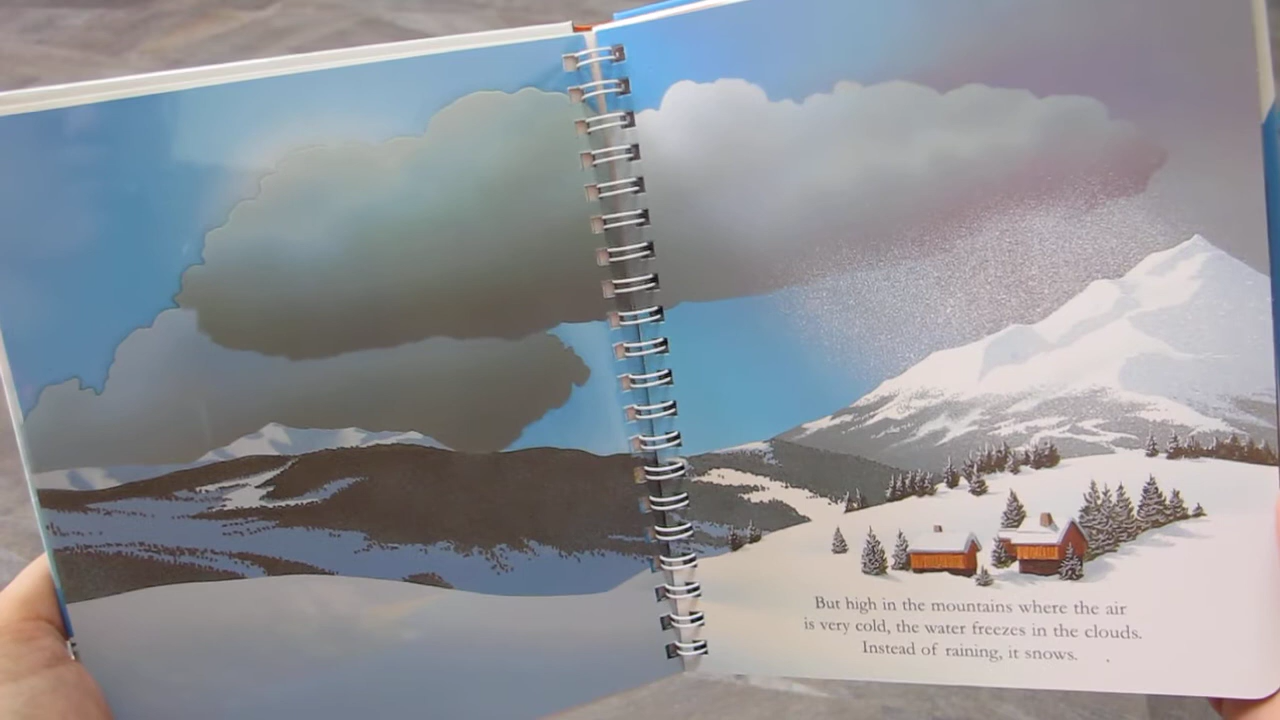 But high in the mountains where the air
is very cold, the water freezes in the clouds.
Instead of raining, it snows.